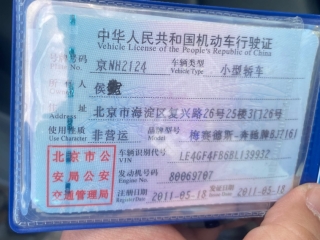 中华人民共和国机动车行驶证
Vehicle License of the People's Republic of China
号牌号码 京NH2124 车辆类型 小型轿车
Vehicle Type
所有人 侯
住址 北京市海淀区复兴路26号25楼3门26号
Address
使用性质 非营运 品牌型号 梅赛德斯-奔驰牌BJ7161
Use Character
北京市公 车辆识别代号 LE4GF4FB6BL139932
VIN
安局公安 发动机号码 80069707
Engine No.
交通管理局 注册日期 2011-05-18 发证日期 2011-05-18
Register Date Issue Date